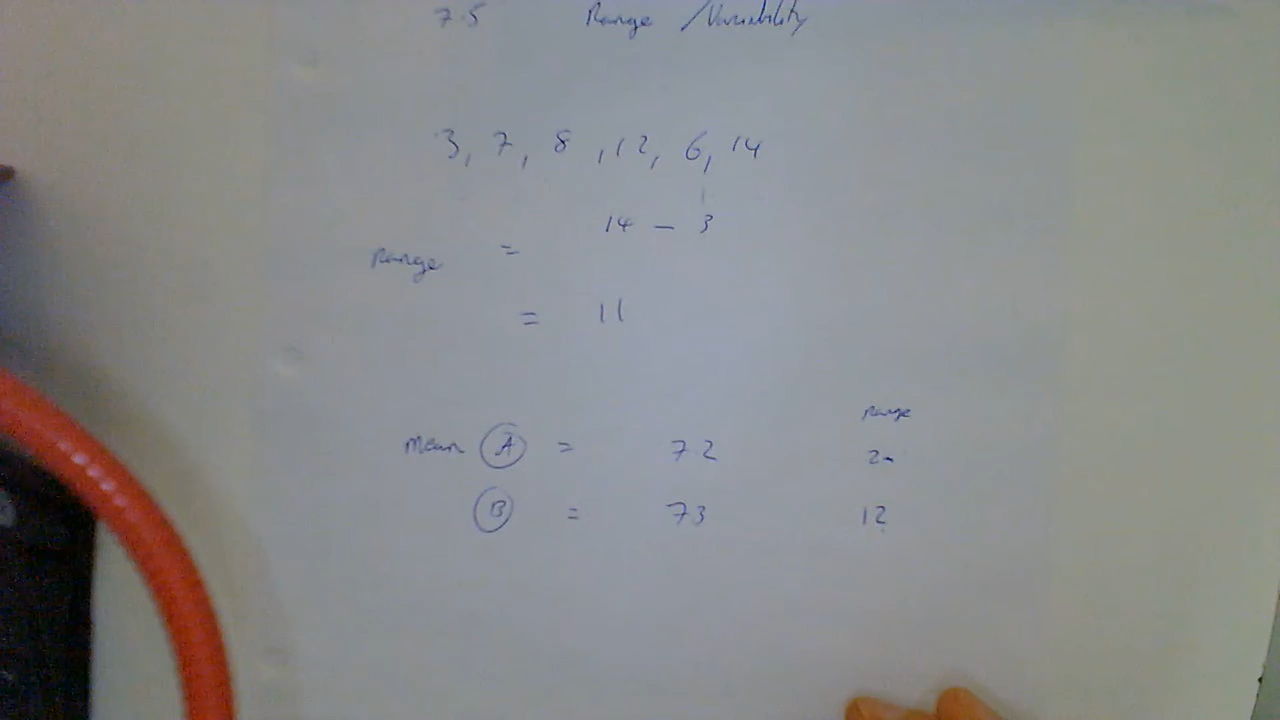 7.5 Range / Variability
3, 7, 8, 12, 6, 14
14 - 3
Range =
= 11
range
Mean A = 72
B = 73 12